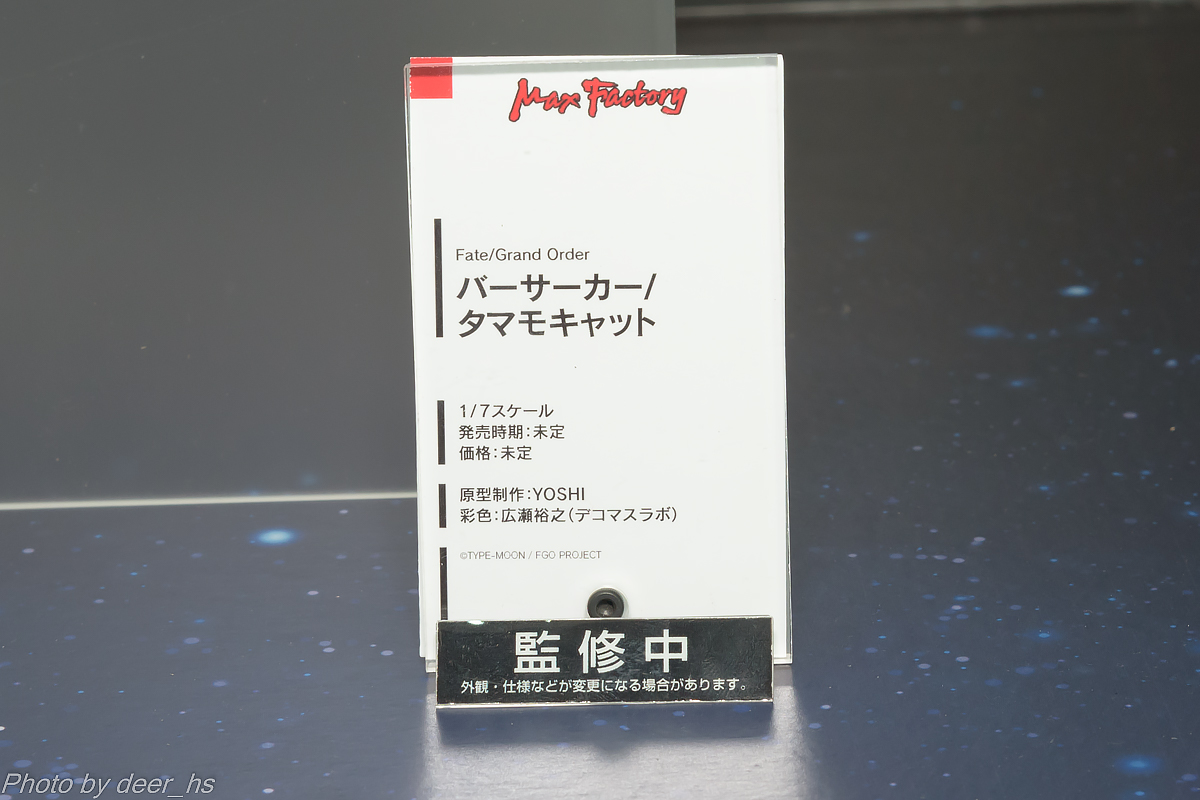 Max Factory
Fate/Grand Order
バーサーカー/
タマモキャット
1/7スケール
発売時期:未定
価格:未定
原型制作:YOSHI
彩色:広瀬裕之(デコマスラボ)
©TYPE-MOON / FGO PROJECT
監修中
外観・仕様などが変更になる場合があります。
Photo by deer_hs